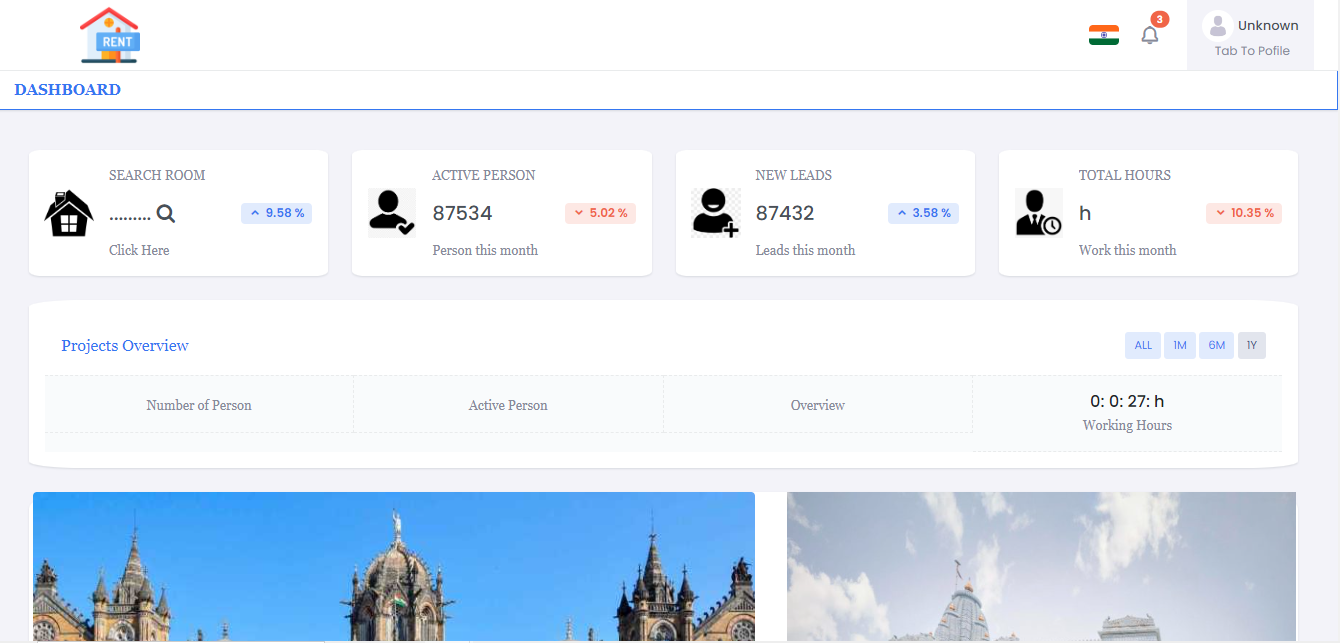 RENT
3
Unknown
Tab To Pofile
DASHBOARD
SEARCH ROOM
.........
9.58 %
Click Here
ACTIVE PERSON
87534
5.02 %
Person this month
NEW LEADS
87432
3.58 %
Leads this month
TOTAL HOURS
h
10.35 %
Work this month
Projects Overview
ALL
1M
6M
1Y
Number of Person
Active Person
Overview
0: 0: 27: h
Working Hours